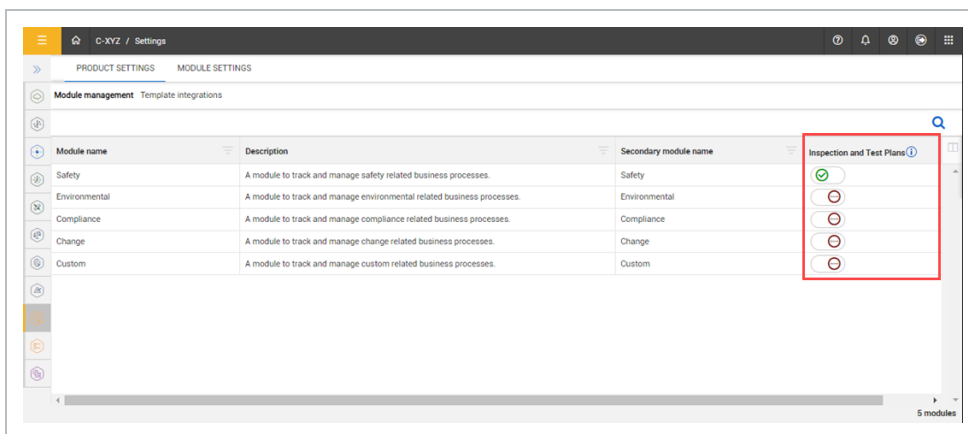 C-XYZ / Settings
PRODUCT SETTINGS MODULE SETTINGS
Module management Template integrations
Module name Description Secondary module name Inspection and Test Plans
Safety A module to track and manage safety related business processes. Safety
Environmental A module to track and manage environmental related business processes. Environmental
Compliance A module to track and manage compliance related business processes. Compliance
Change A module to track and manage change related business processes. Change
Custom A module to track and manage custom related business processes. Custom
5 modules